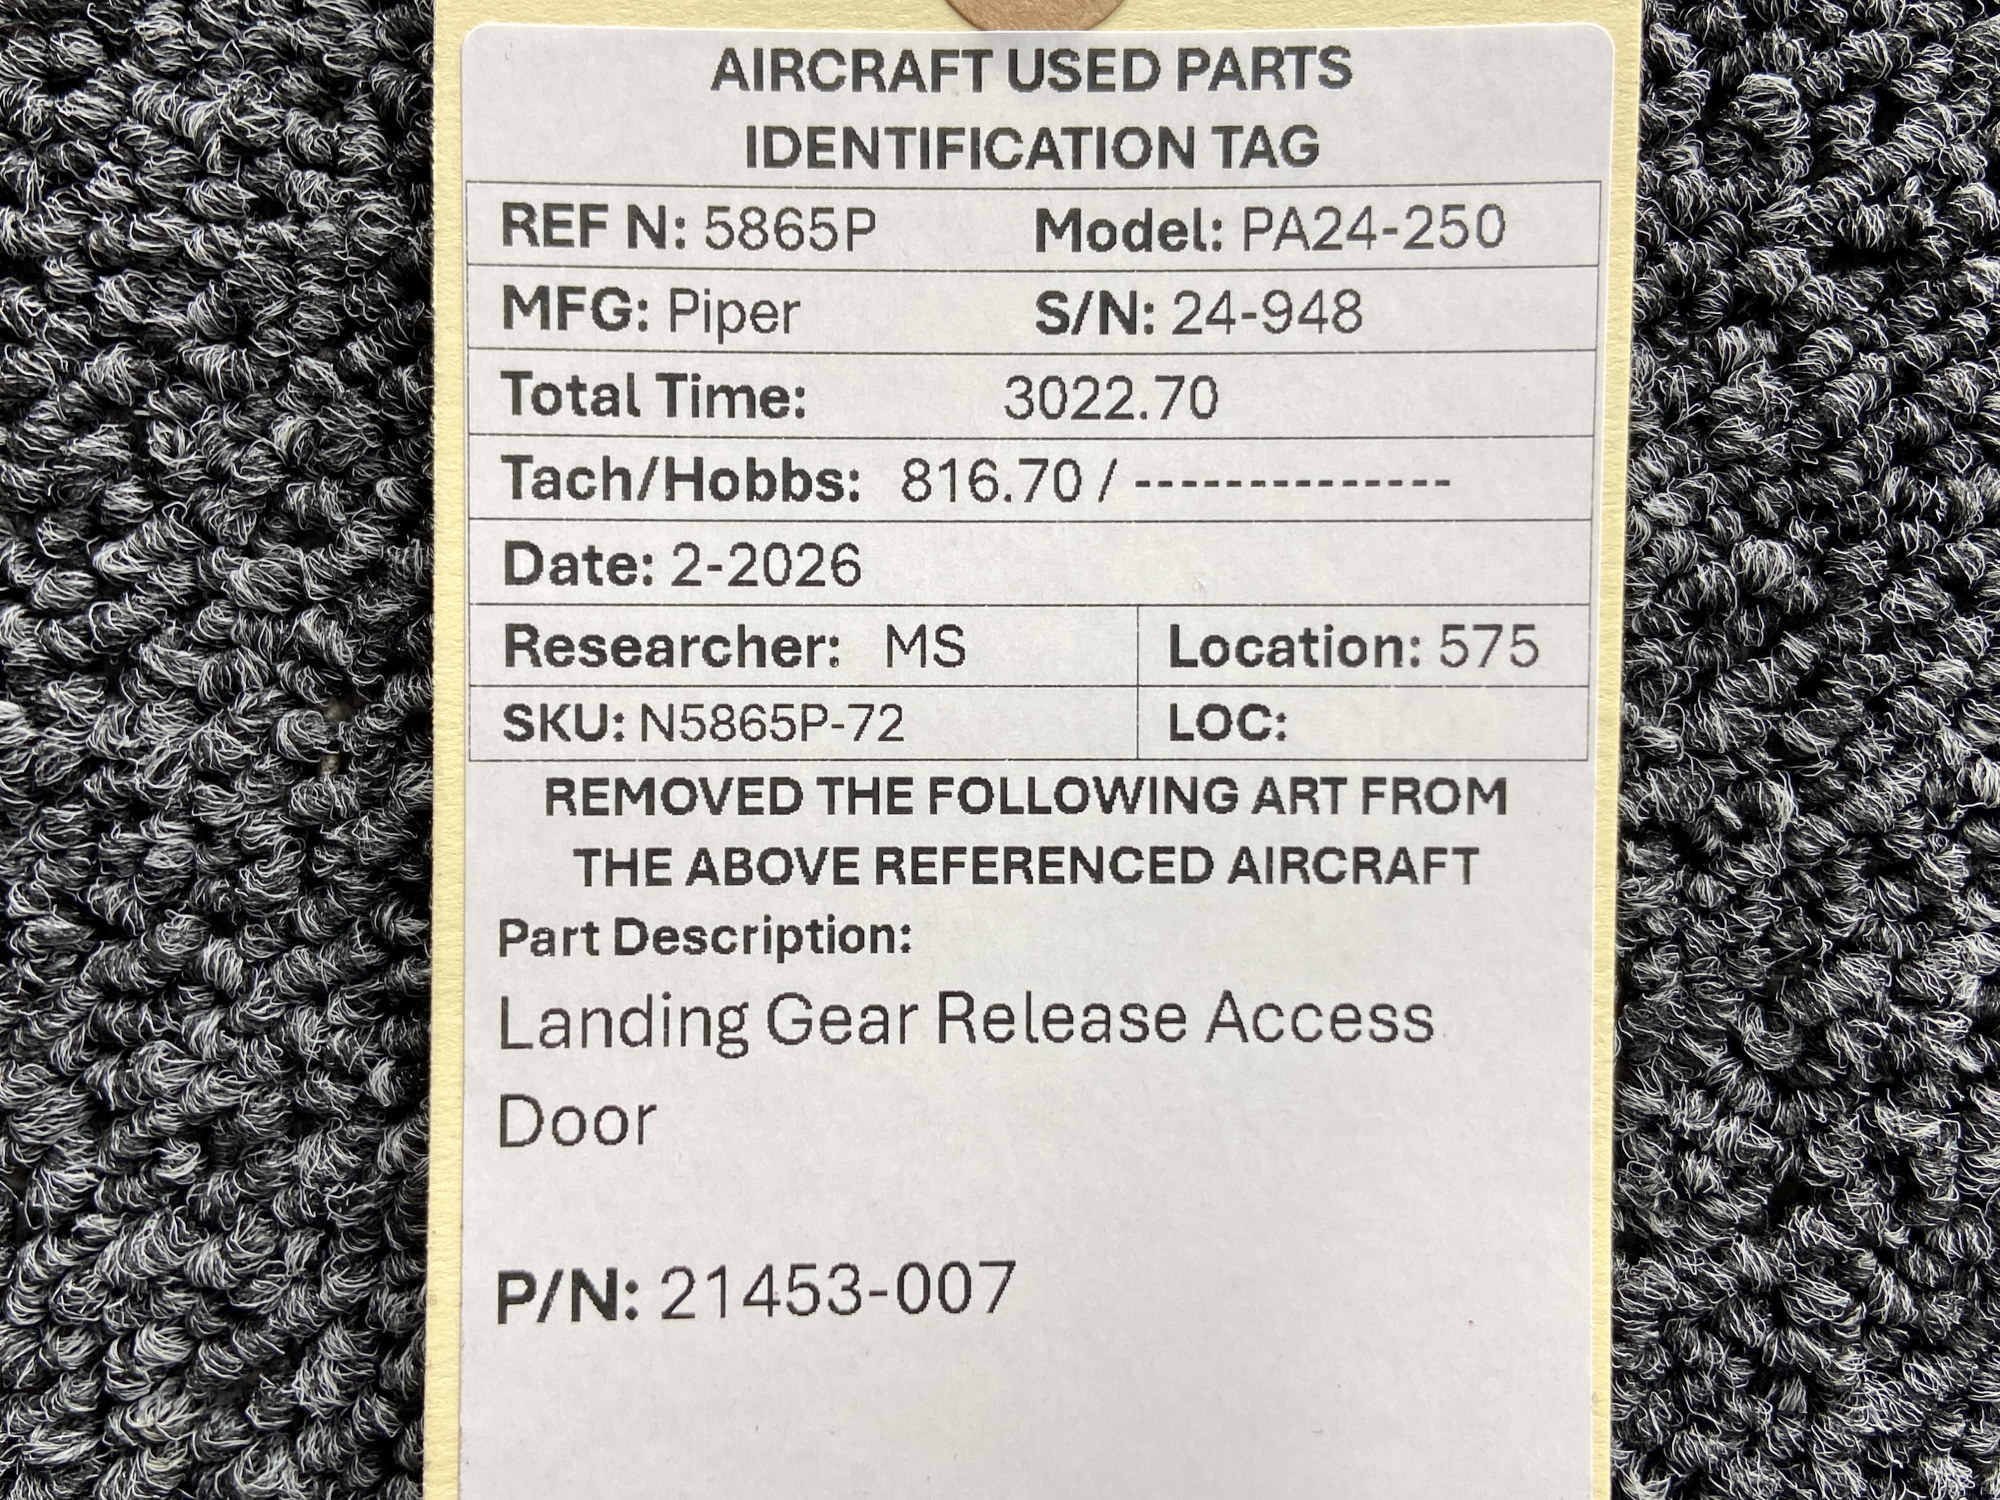 AIRCRAFT USED PARTS
IDENTIFICATION TAG
REF N: 5865P Model: PA24-250
MFG: Piper S/N: 24-948
Total Time: 3022.70
Tach/Hobbs: 816.70 / --------------
Date: 2-2026
Researcher: MS Location: 575
SKU: N5865P-72 LOC:
REMOVED THE FOLLOWING ART FROM
THE ABOVE REFERENCED AIRCRAFT
Part Description:
Landing Gear Release Access
Door
P/N: 21453-007